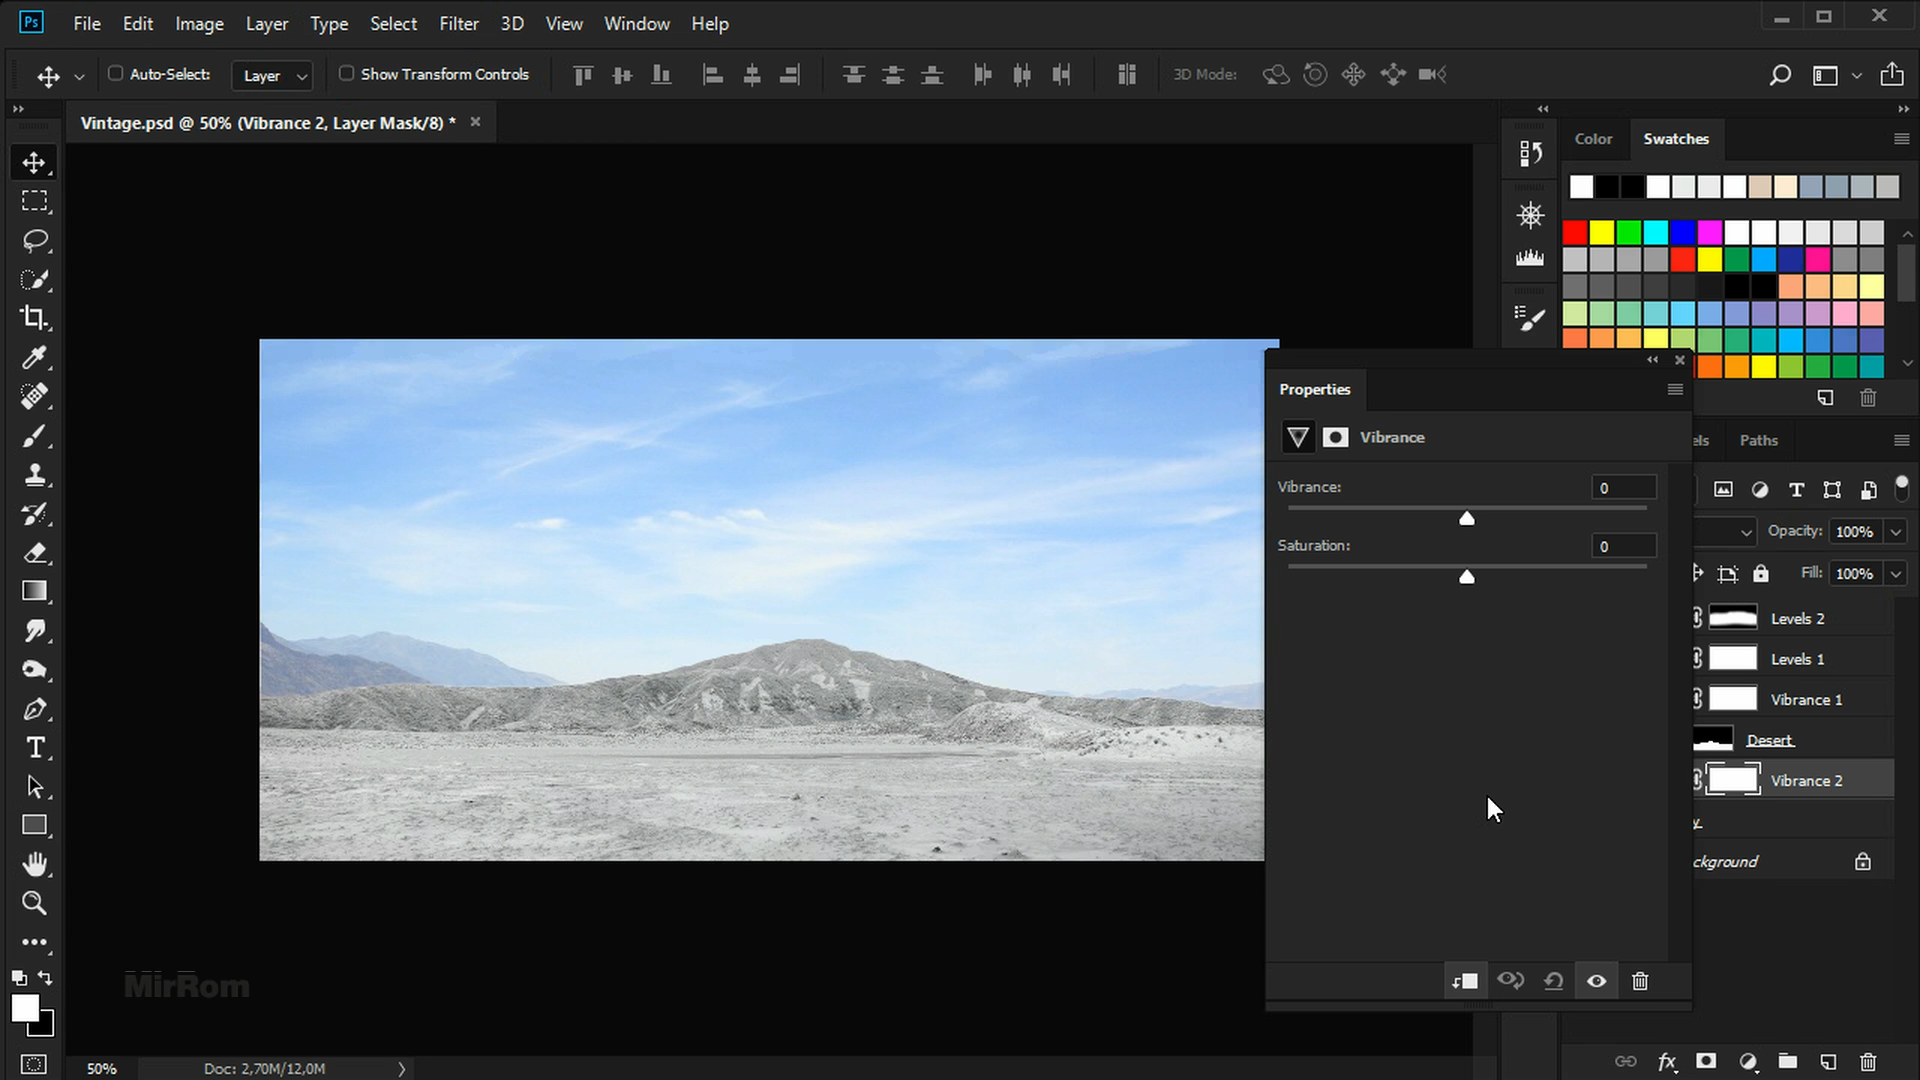 Ps File Edit Image Layer Type Select Filter 3D View Window Help
Auto-Select: Layer Show Transform Controls 3D Mode:
Vintage.psd @ 50% (Vibrance 2, Layer Mask/8) *
Color Swatches
Properties
Vibrance
els Paths
Vibrance: 0
Opacity: 100%
Saturation: 0
Fill: 100%
Levels 2
Levels 1
Vibrance 1
Desert
Vibrance 2
y
ckground
MirRom
50% Doc: 2,70M/12,0M
fx